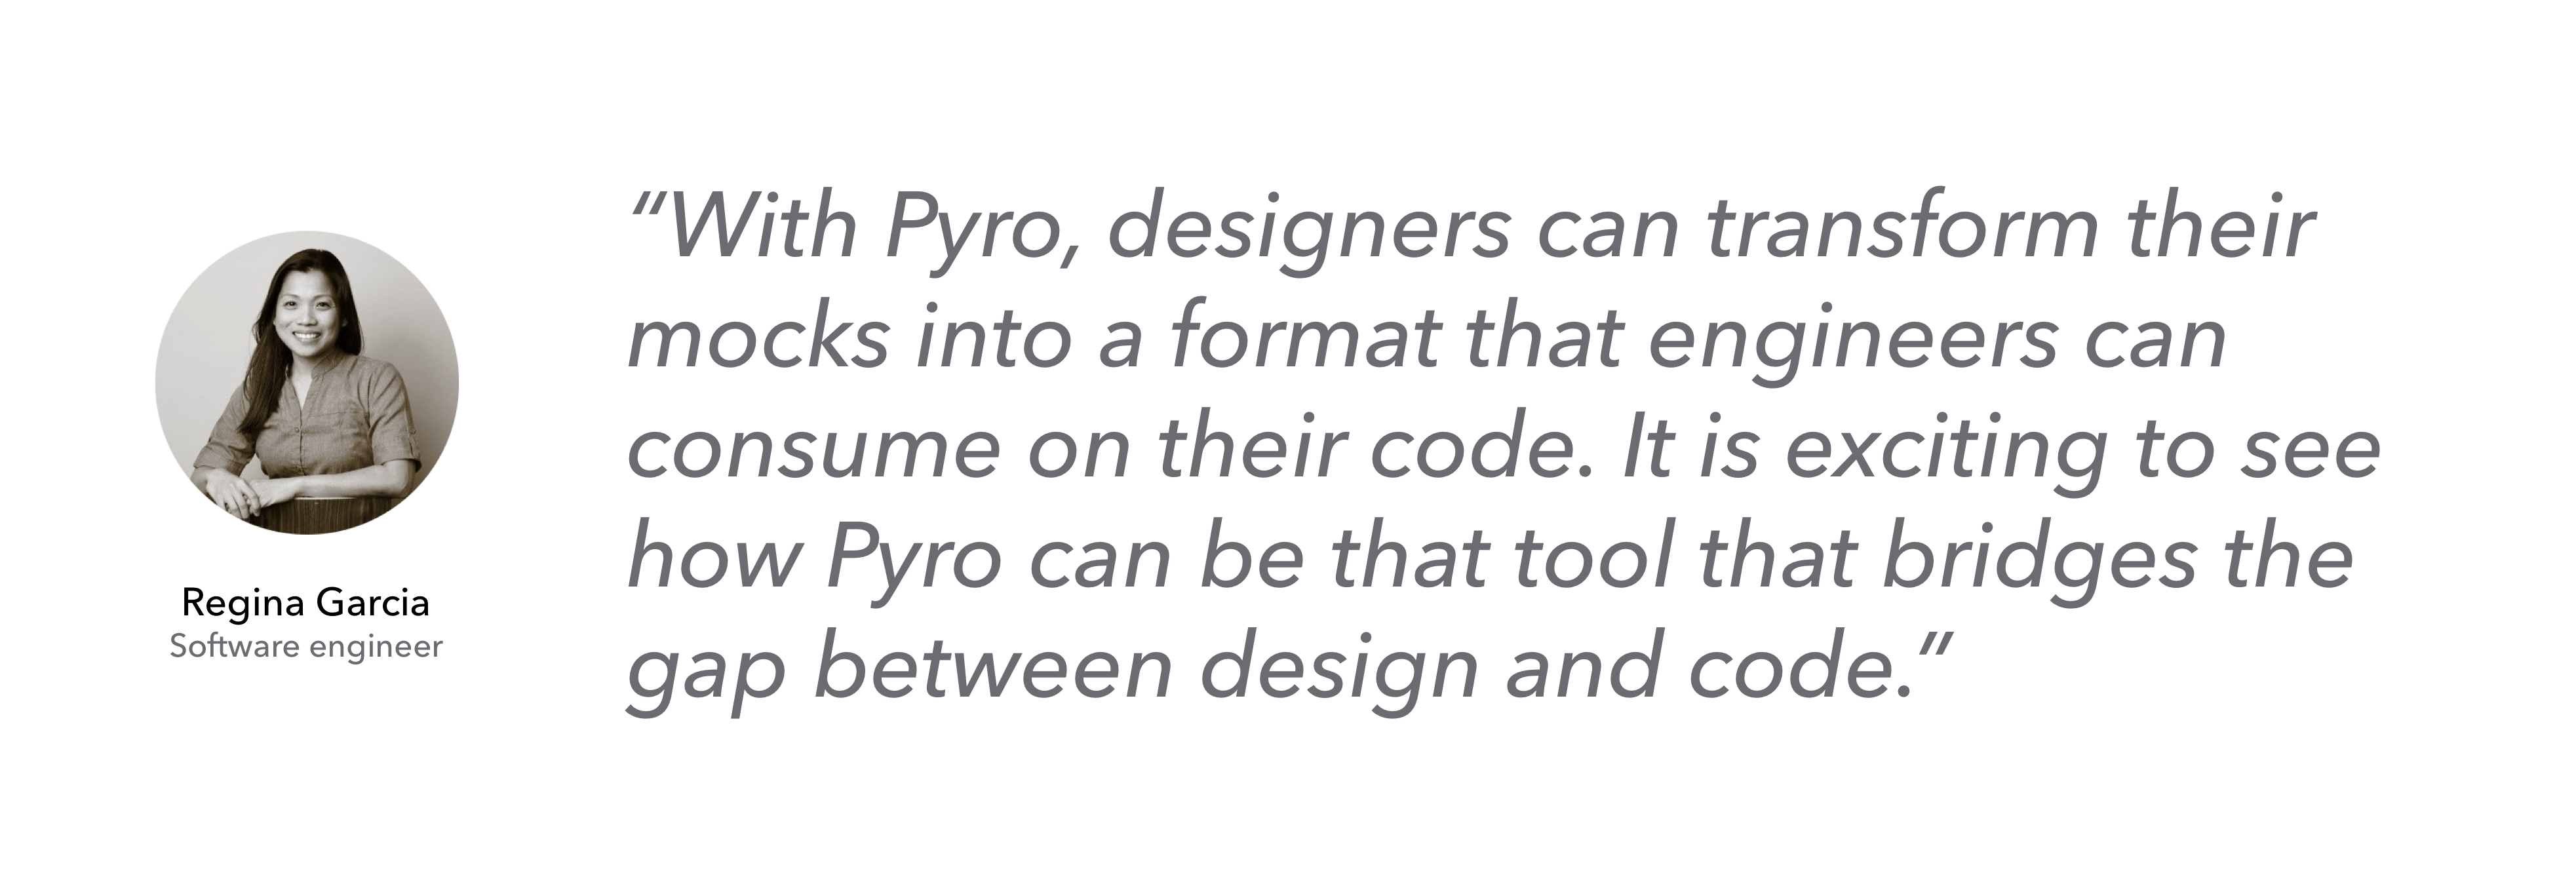 “With Pyro, designers can transform their
mocks into a format that engineers can
consume on their code. It is exciting to see
how Pyro can be that tool that bridges the
gap between design and code.”
Regina Garcia
Software engineer